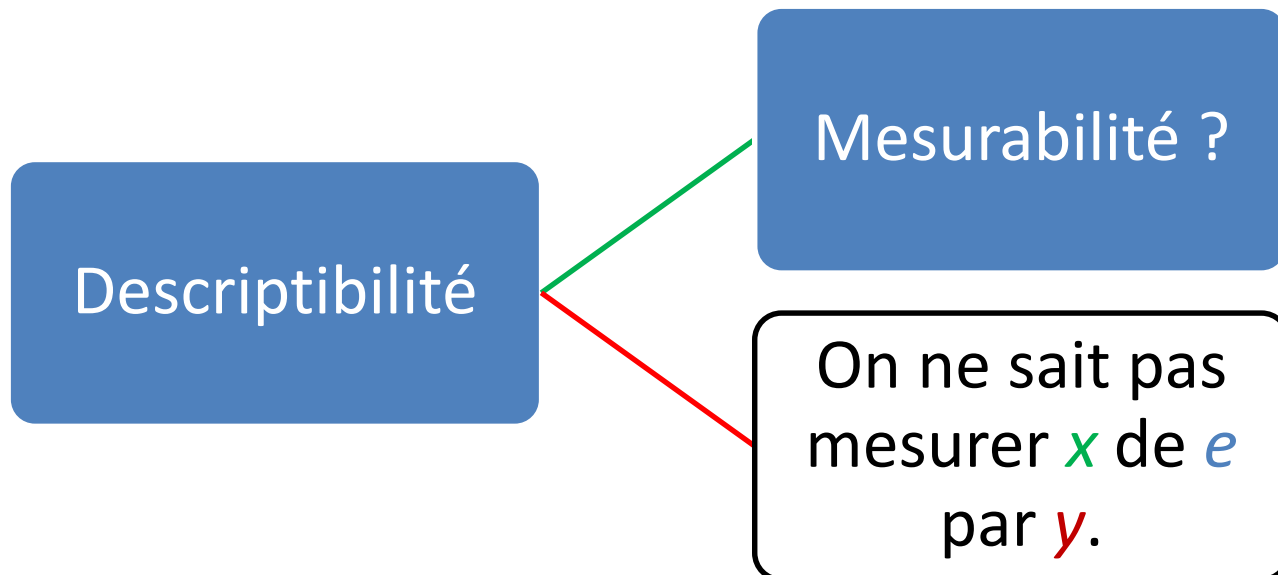 Mesurabilité ?
Descriptibilité
On ne sait pas
mesurer x de e
par y.